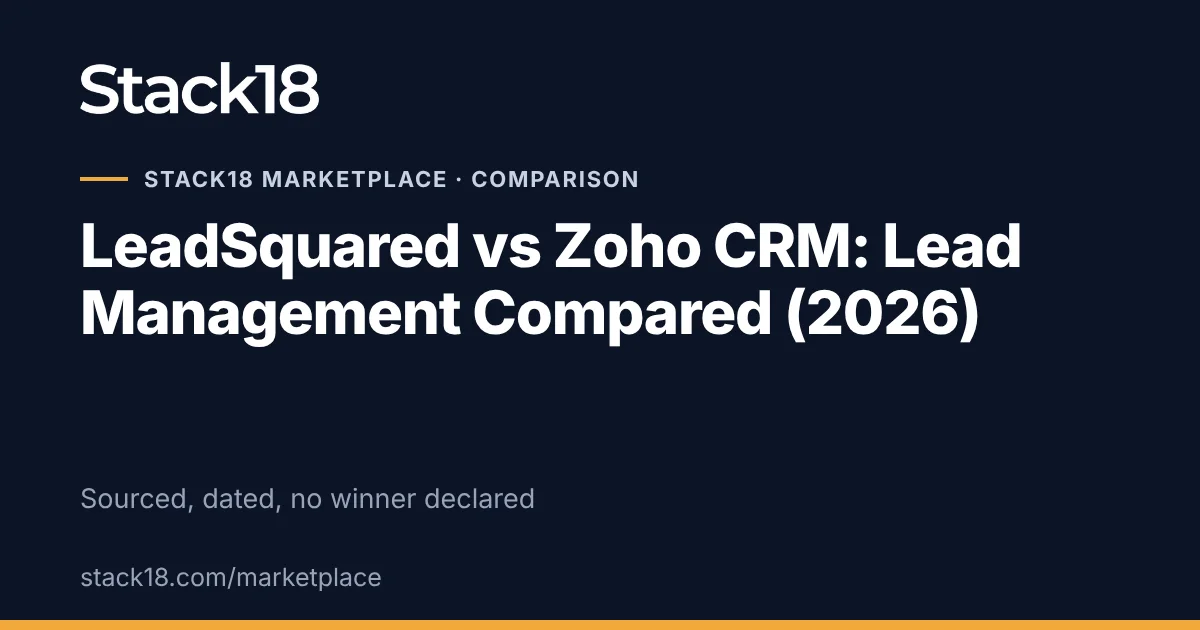 Stack18
STACK18 MARKETPLACE · COMPARISON
LeadSquared vs Zoho CRM: Lead
Management Compared (2026)
Sourced, dated, no winner declared
stack18.com/marketplace